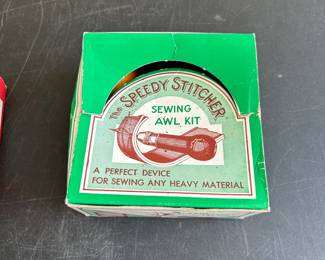 The SPEEDY STITCHER
SEWING
AWL KIT
A PERFECT DEVICE
FOR SEWING ANY HEAVY MATERIAL